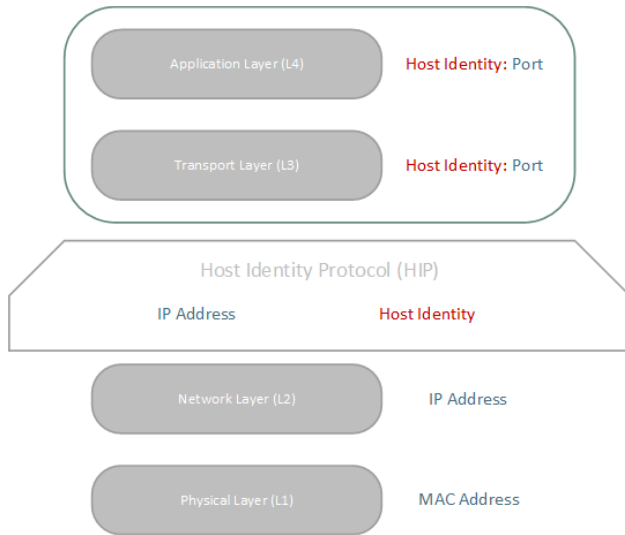 Application Layer (L4) Host Identity: Port
Transport Layer (L3) Host Identity: Port
Host Identity Protocol (HIP)
IP Address Host Identity
Network Layer (L2) IP Address
Physical Layer (L1) MAC Address